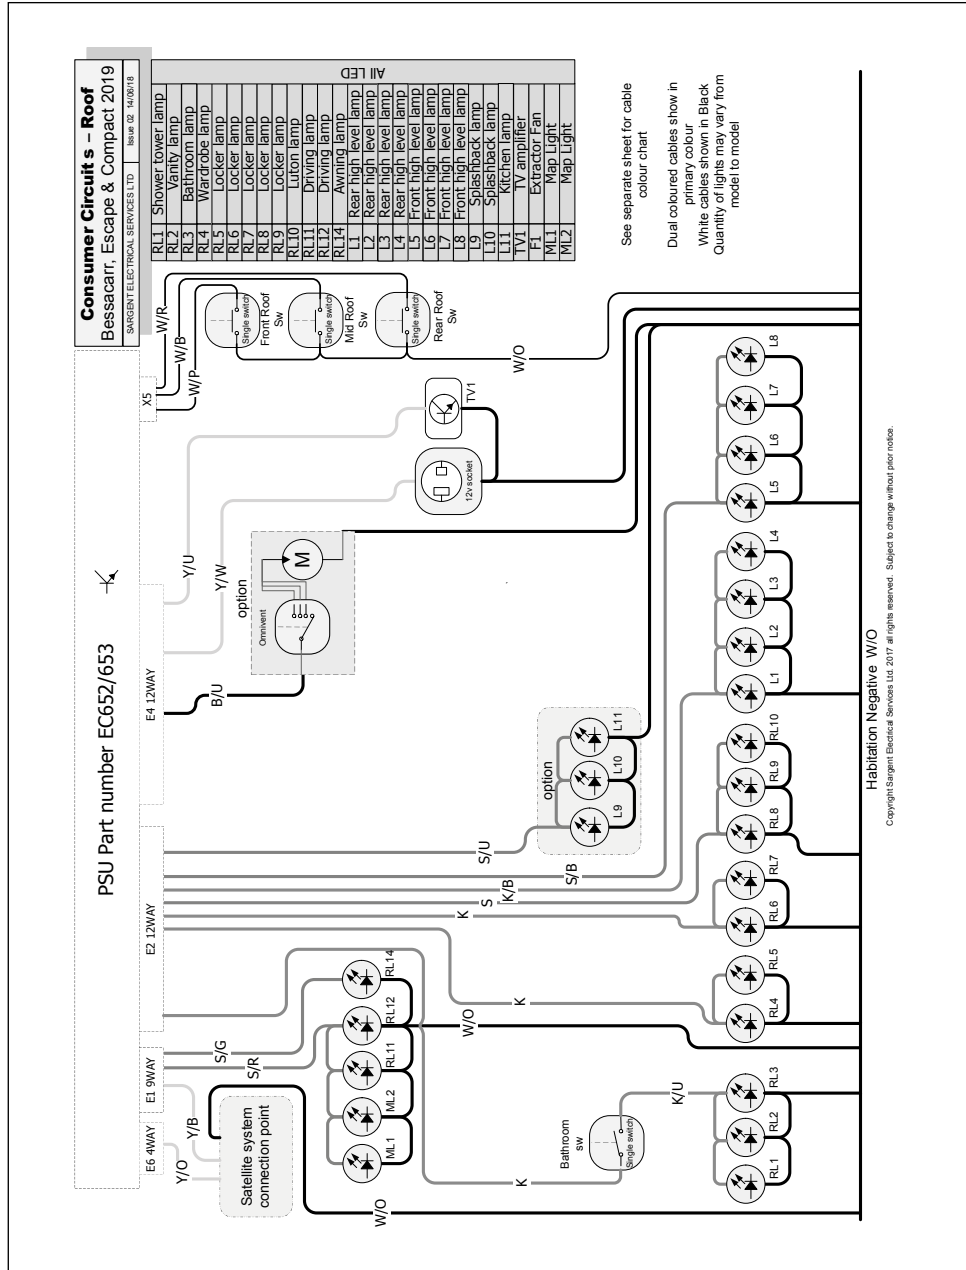 Consumer Circuits – Roof
Bessacarr, Escape & Compact 2019
SARGENT ELECTRICAL SERVICES LTD
Issue 02 14/06/18
RL1 Shower tower lamp
RL2 Vanity lamp
RL3 Bathroom lamp
RL4 Wardrobe lamp
RL5 Locker lamp
RL6 Locker lamp
RL7 Locker lamp
RL8 Locker lamp
RL9 Locker lamp
RL10 Luton lamp
RL11 Driving lamp
RL12 Driving lamp
RL14 Awning lamp
L1 Rear high level lamp
L2 Rear high level lamp
L3 Rear high level lamp
L4 Rear high level lamp
L5 Front high level lamp
L6 Front high level lamp
L7 Front high level lamp
L8 Front high level lamp
L9 Splashback lamp
L10 Splashback lamp
L11 Kitchen lamp
TV1 TV amplifier
F1 Extractor Fan
ML1 Map Light
ML2 Map Light
All LED
See separate sheet for cable
colour chart
Dual coloured cables show in
primary colour
White cables shown in Black
Quantity of lights may vary from
model to model
PSU Part number EC652/653
E6 4WAY
E1 9WAY
E2 12WAY
E4 12WAY
X5
Y/O
Y/B
S/R
S/G
B/U
Y/W
Y/U
W/P
W/B
W/R
Satellite system
connection point
option
Omnivent
M
12v socket
TV1
Single switch
Front Roof
Sw
Single switch
Mid Roof
Sw
Single switch
Rear Roof
Sw
W/O
ML1
ML2
RL11
RL12
RL14
W/O
K
K
S
K/B
S/B
S/U
option
L9
L10
L11
W/O
K
Bathroom
sw
Single switch
K/U
RL1
RL2
RL3
RL4
RL5
RL6
RL7
RL8
RL9
RL10
L1
L2
L3
L4
L5
L6
L7
L8
Habitation Negative W/O
Copyright Sargent Electrical Services Ltd. 2017 all rights reserved. Subject to change without prior notice.